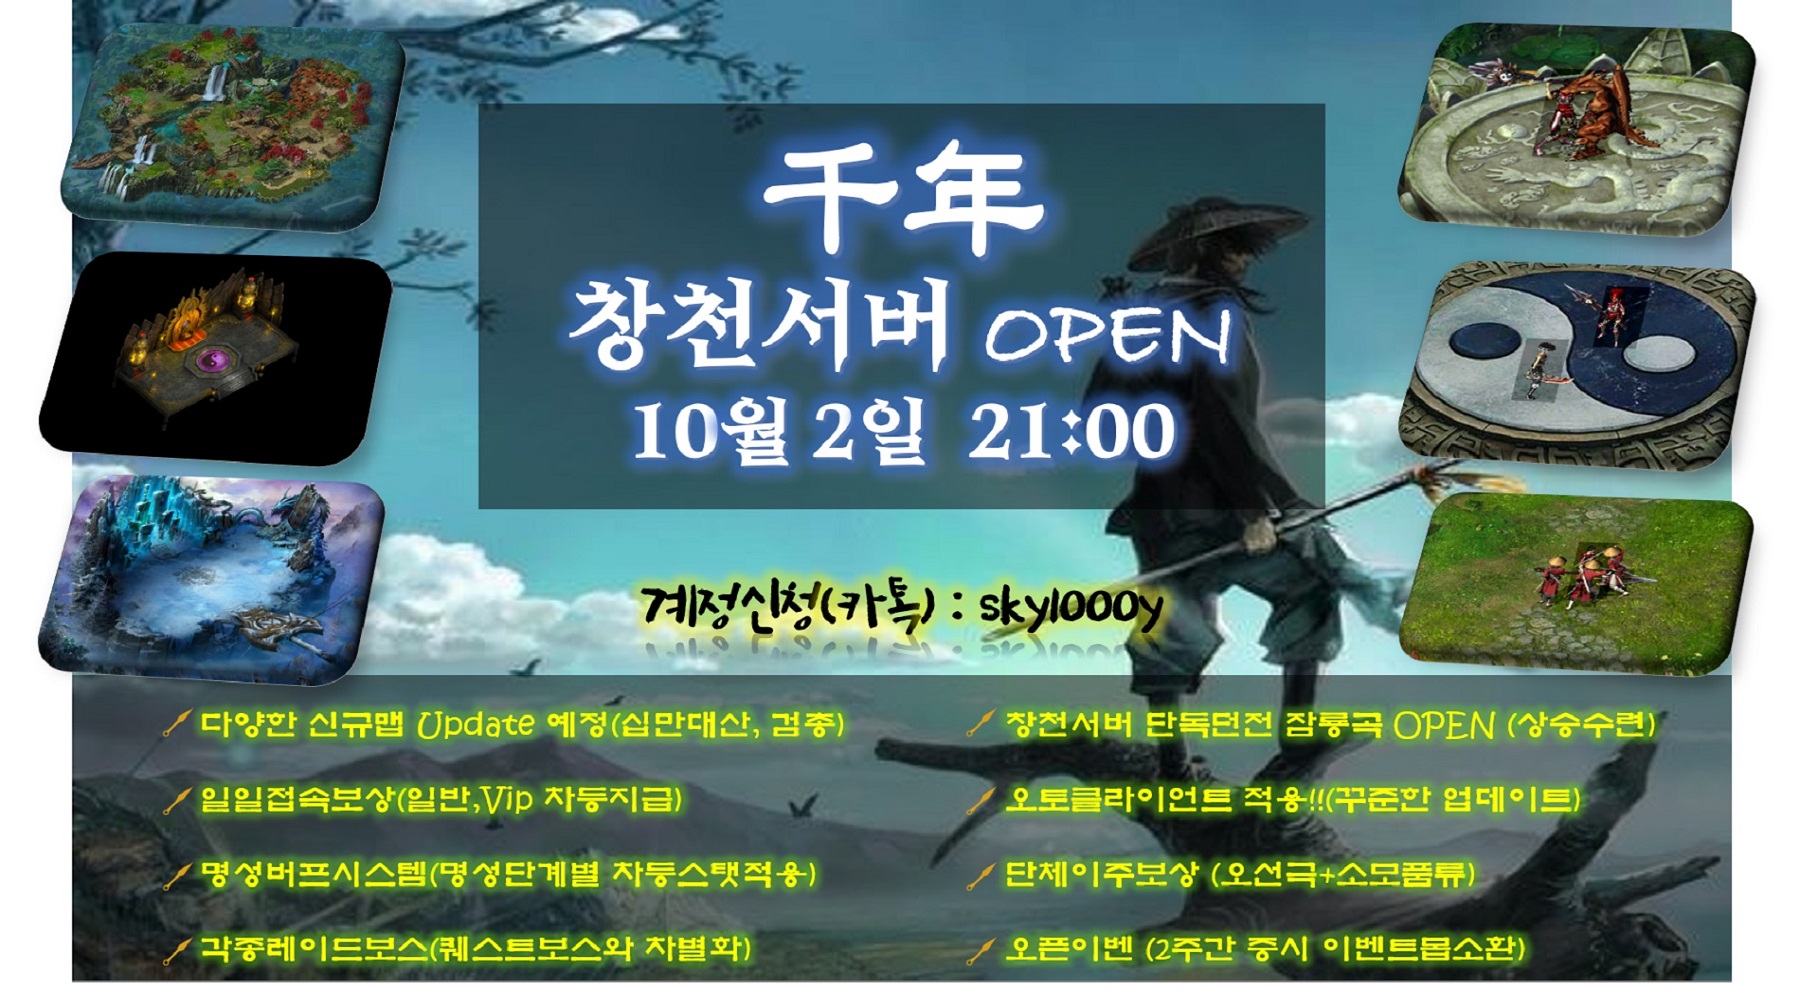 千年
창천서버 OPEN
10월 2일 21:00
계정신청(카톡) : sky1000y
다양한 신규맵 Update 예정(십만대산, 검총)
일일접속보상(일반,Vip 차등지급)
명성버프시스템(명성단계별 차등스탯적용)
각종레이드보스(퀘스트보스와 차별화)
창천서버 단독던전 잠룡곡 OPEN (상승수련)
오토클라이언트 적용!!(꾸준한 업데이트)
단체이주보상 (오선극+소모품류)
오픈이벤 (2주간 중시 이벤트몹소환)